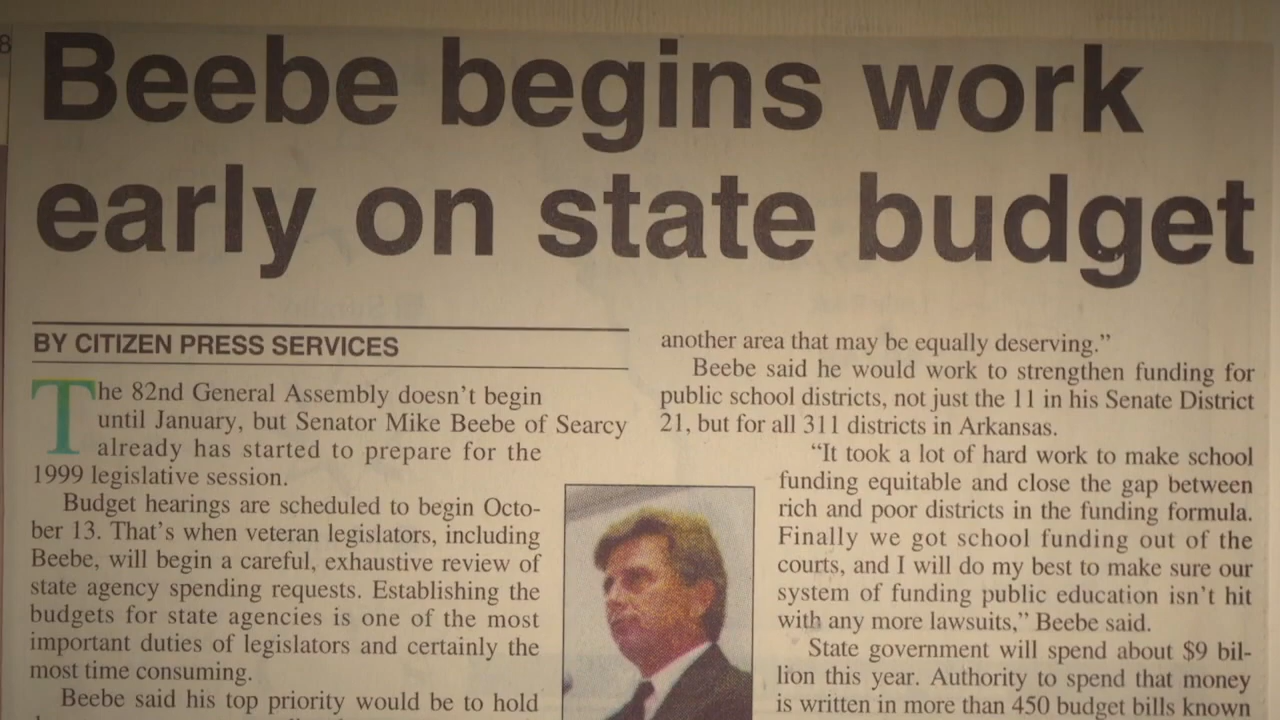 8
Beebe begins work
early on state budget
BY CITIZEN PRESS SERVICES
The 82nd General Assembly doesn't begin
until January, but Senator Mike Beebe of Searcy
already has started to prepare for the
1999 legislative session.
Budget hearings are scheduled to begin Octo-
ber 13. That's when veteran legislators, including
Beebe, will begin a careful, exhaustive review of
state agency spending requests. Establishing the
budgets for state agencies is one of the most
important duties of legislators and certainly the
most time consuming.
Beebe said his top priority would be to hold
another area that may be equally deserving."
Beebe said he would work to strengthen funding for
public school districts, not just the 11 in his Senate District
21, but for all 311 districts in Arkansas.
"It took a lot of hard work to make school
funding equitable and close the gap between
rich and poor districts in the funding formula.
Finally we got school funding out of the
courts, and I will do my best to make sure our
system of funding public education isn't hit
with any more lawsuits," Beebe said.
State government will spend about $9 bil-
lion this year. Authority to spend that money
is written in more than 450 budget bills known